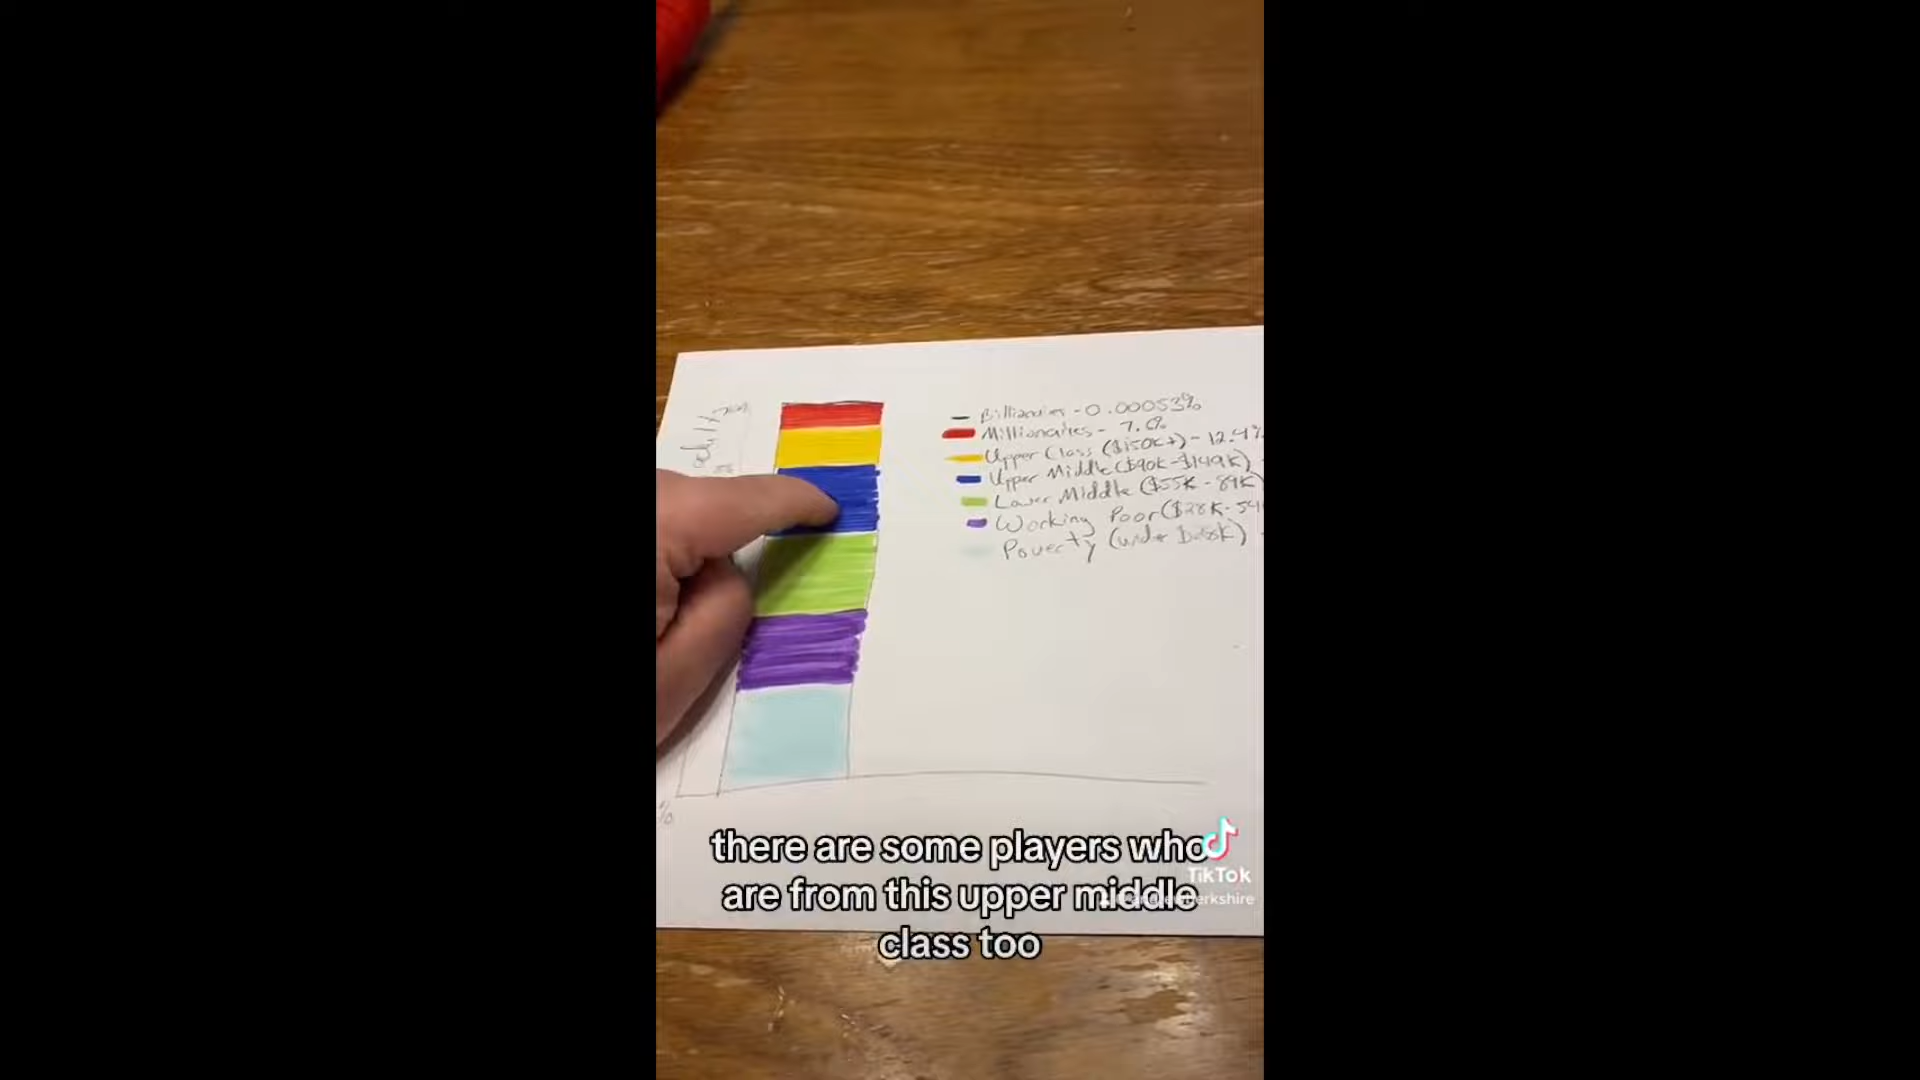 Billionaires - 0.00053%
Millionaires - 7.0%
Upper Class ($150K+) - 12.4%
Upper Middle ($90K-$149K)
Lower Middle ($55K-89K)
Working Poor ($28K-54
Poverty (under $28K)
%
there are some players who
are from this upper middle
class too
TikTok